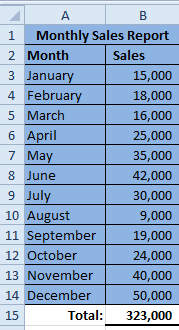 A B
1 Monthly Sales Report
2 Month Sales
3 January 15,000
4 February 18,000
5 March 16,000
6 April 25,000
7 May 35,000
8 June 42,000
9 July 30,000
10 August 9,000
11 September 19,000
12 October 24,000
13 November 40,000
14 December 50,000
15 Total: 323,000